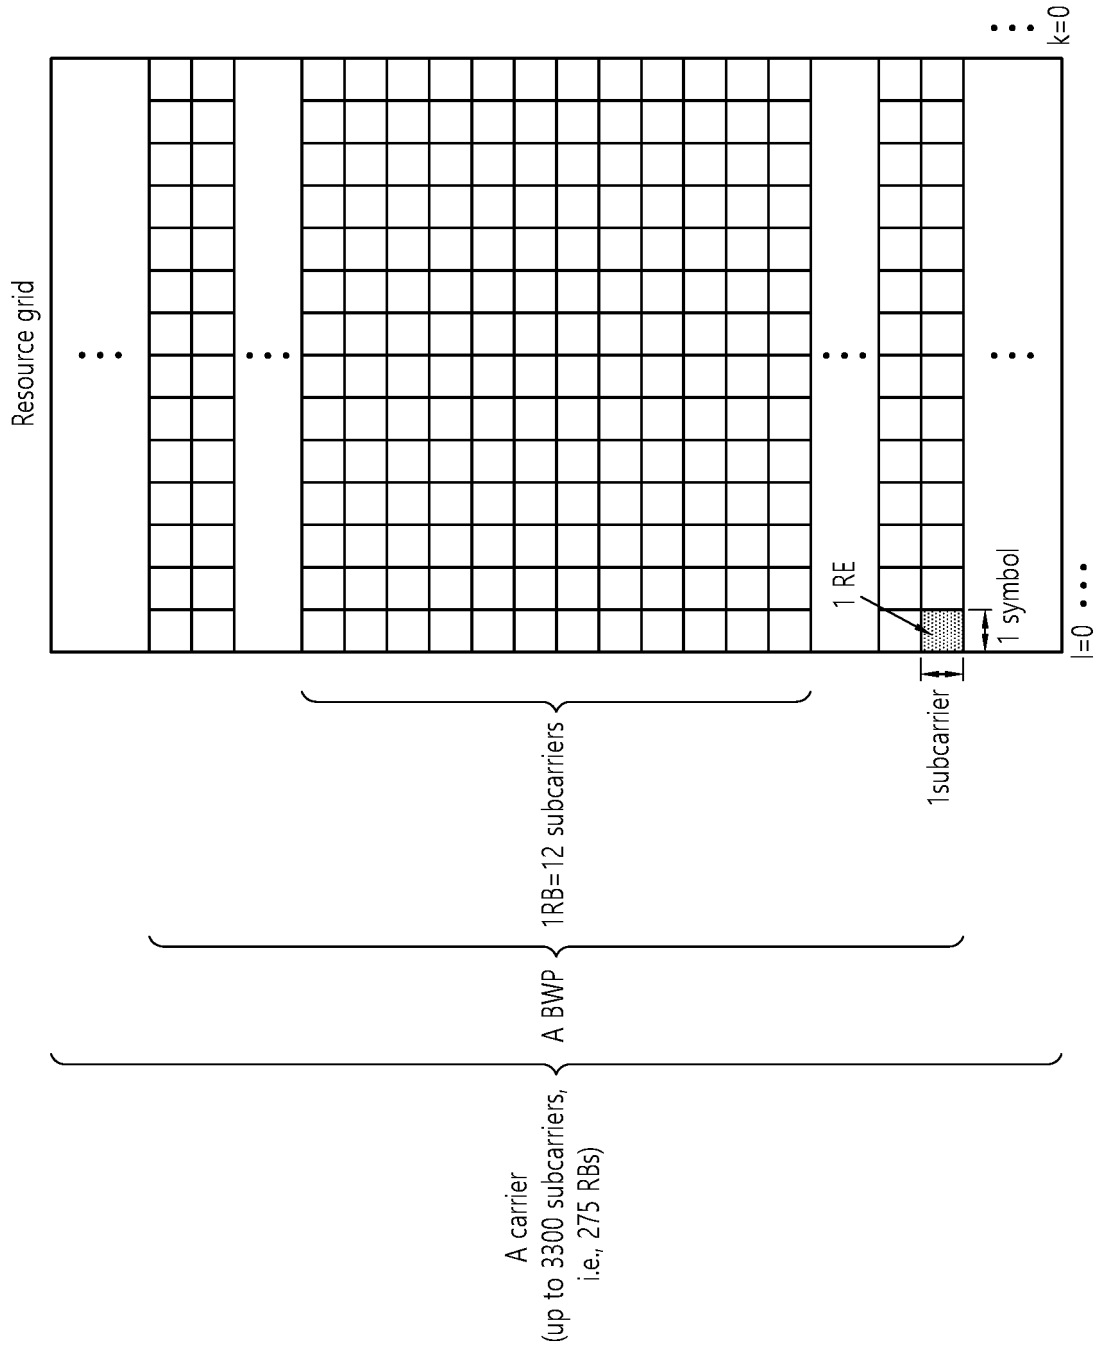 Resource grid
A carrier
(up to 3300 subcarriers,
i.e., 275 RBs)
A BWP
1RB=12 subcarriers
1subcarrier
1 RE
1 symbol
l=0
k=0